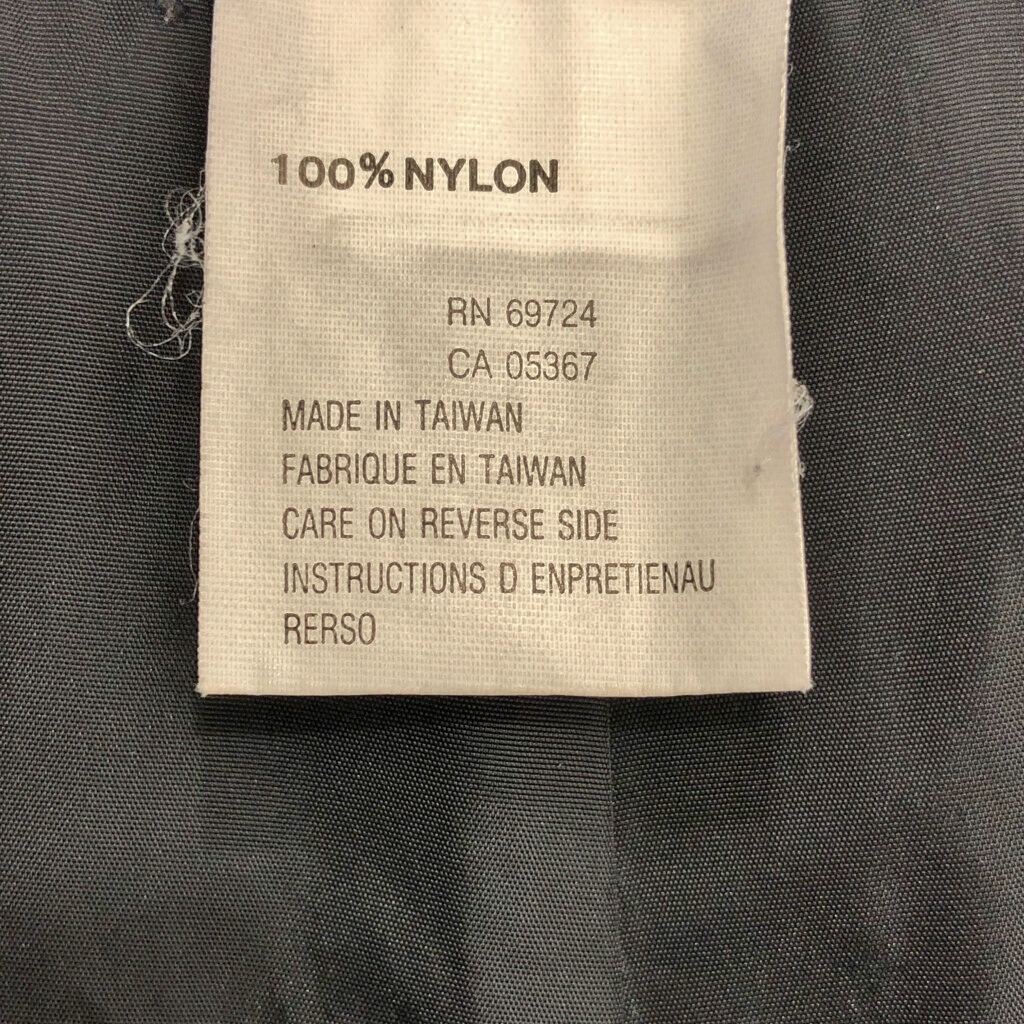 100% NYLON
RN 69724
CA 05367
MADE IN TAIWAN
FABRIQUE EN TAIWAN
CARE ON REVERSE SIDE
INSTRUCTIONS D ENPRETIENAU
RERSO